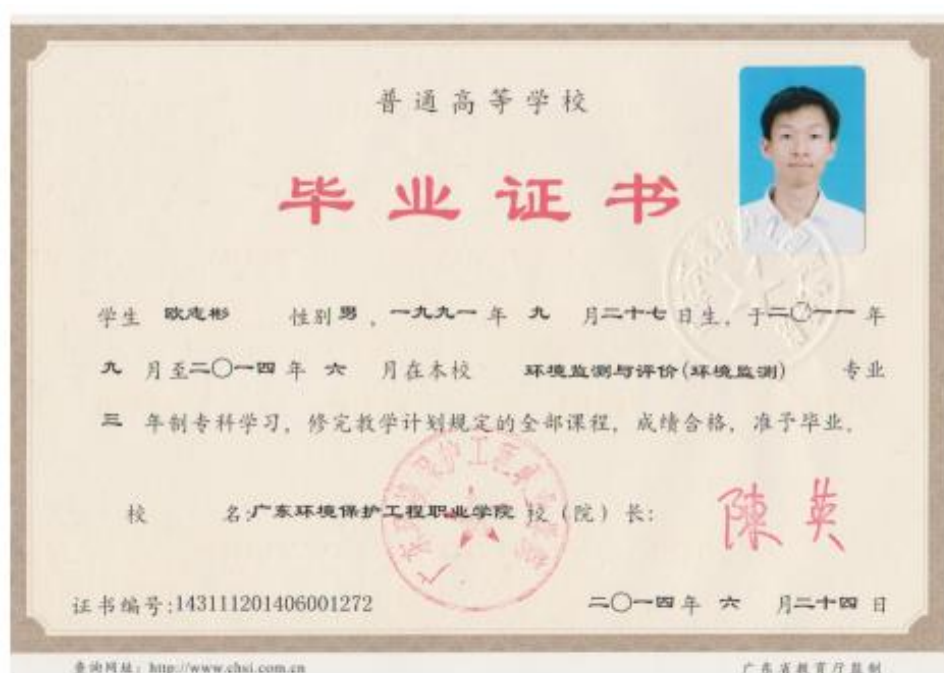 普通高等学校
毕业证书
学生 欧志彬 性别 男，一九九一 年 九 月 二十七 日生，于 二〇一一 年
九 月至 二〇一四 年 六 月在本校 环境监测与评价(环境监测) 专业
三 年制专科学习，修完教学计划规定的全部课程，成绩合格，准予毕业。
校 名:广东环境保护工程职业学院 校（院）长: 陳英
证书编号:143111201406001272 二〇一四 年 六 月 二十四 日
查询网址: http://www.chsi.com.cn 广东省教育厅监制